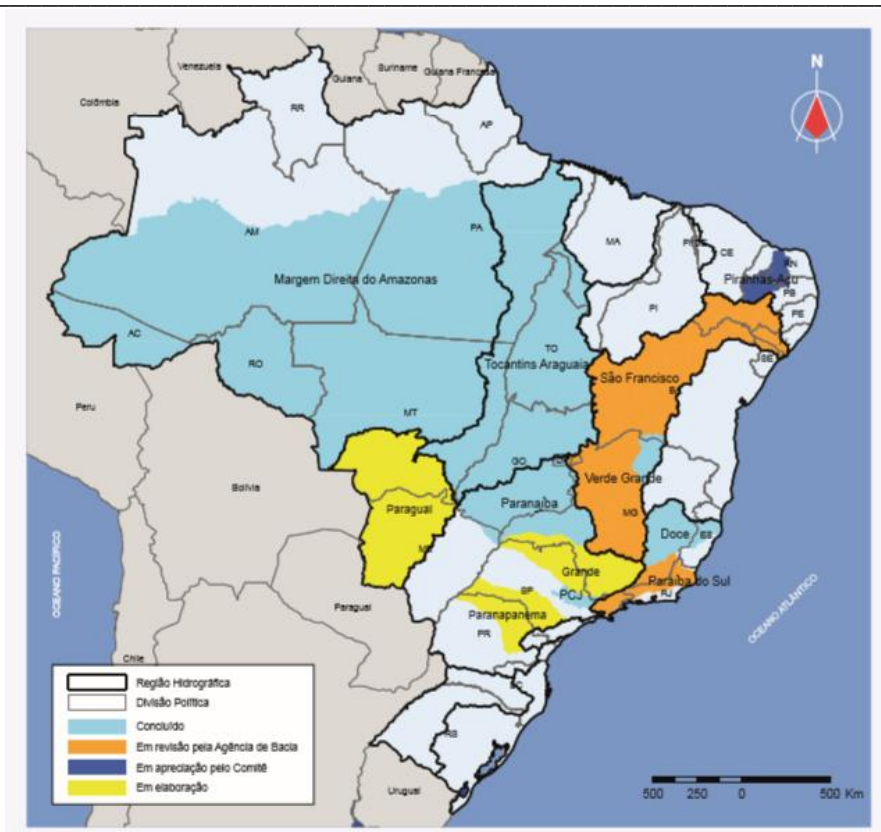 Venezuela
Suriname
Guiana
Guiana Francesa
Colômbia
N
RR
AP
AM
PA
MA
CE
RN
Piranhas-Açu
Margem Direita do Amazonas
PB
PI
PE
AC
TO
RO
Tocantins Araguaia
SE
São Francisco
Peru
MT
GO
Bolívia
Verde Grande
Paranaíba
Paraguai
MG
Doce
ES
Grande
Paraíba do Sul
SP
PCJ
RJ
OCEANO PACÍFICO
OCEANO ATLÂNTICO
Paraguai
Paranapanema
PR
Chile
Região Hidrográfica
Divisão Política
Concluído
RS
Em revisão pela Agência de Bacia
Em apreciação pelo Comitê
Em elaboração
Uruguai
500 250 0 500 Km